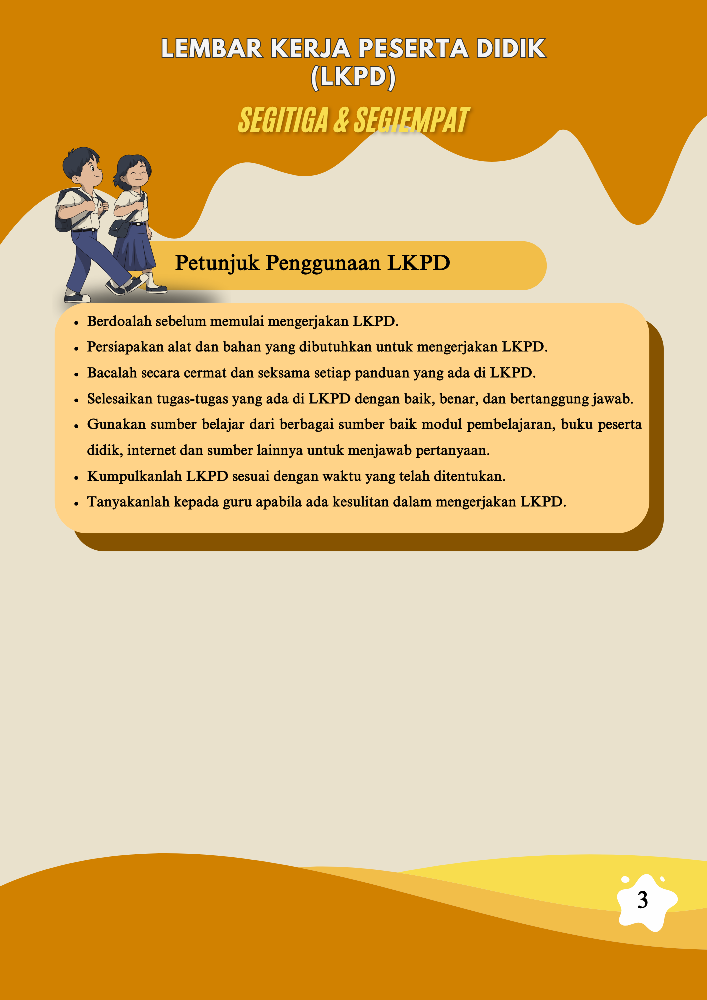 LEMBAR KERJA PESERTA DIDIK
(LKPD)
SEGITIGA & SEGIEMPAT
Petunjuk Penggunaan LKPD
• Berdoalah sebelum memulai mengerjakan LKPD.
• Persiapakan alat dan bahan yang dibutuhkan untuk mengerjakan LKPD.
• Bacalah secara cermat dan seksama setiap panduan yang ada di LKPD.
• Selesaikan tugas-tugas yang ada di LKPD dengan baik, benar, dan bertanggung jawab.
• Gunakan sumber belajar dari berbagai sumber baik modul pembelajaran, buku peserta
didik, internet dan sumber lainnya untuk menjawab pertanyaan.
• Kumpulkanlah LKPD sesuai dengan waktu yang telah ditentukan.
• Tanyakanlah kepada guru apabila ada kesulitan dalam mengerjakan LKPD.
3